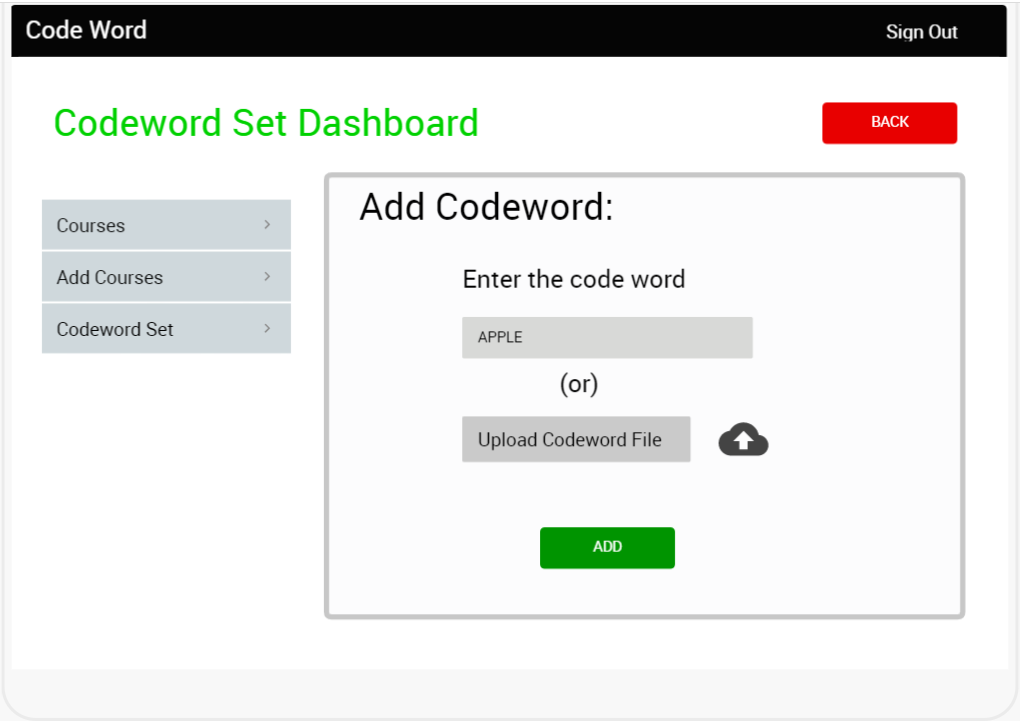 Code Word
Sign Out
Codeword Set Dashboard
BACK
Courses
Add Courses
Codeword Set
Add Codeword:
Enter the code word
APPLE
(or)
Upload Codeword File
ADD